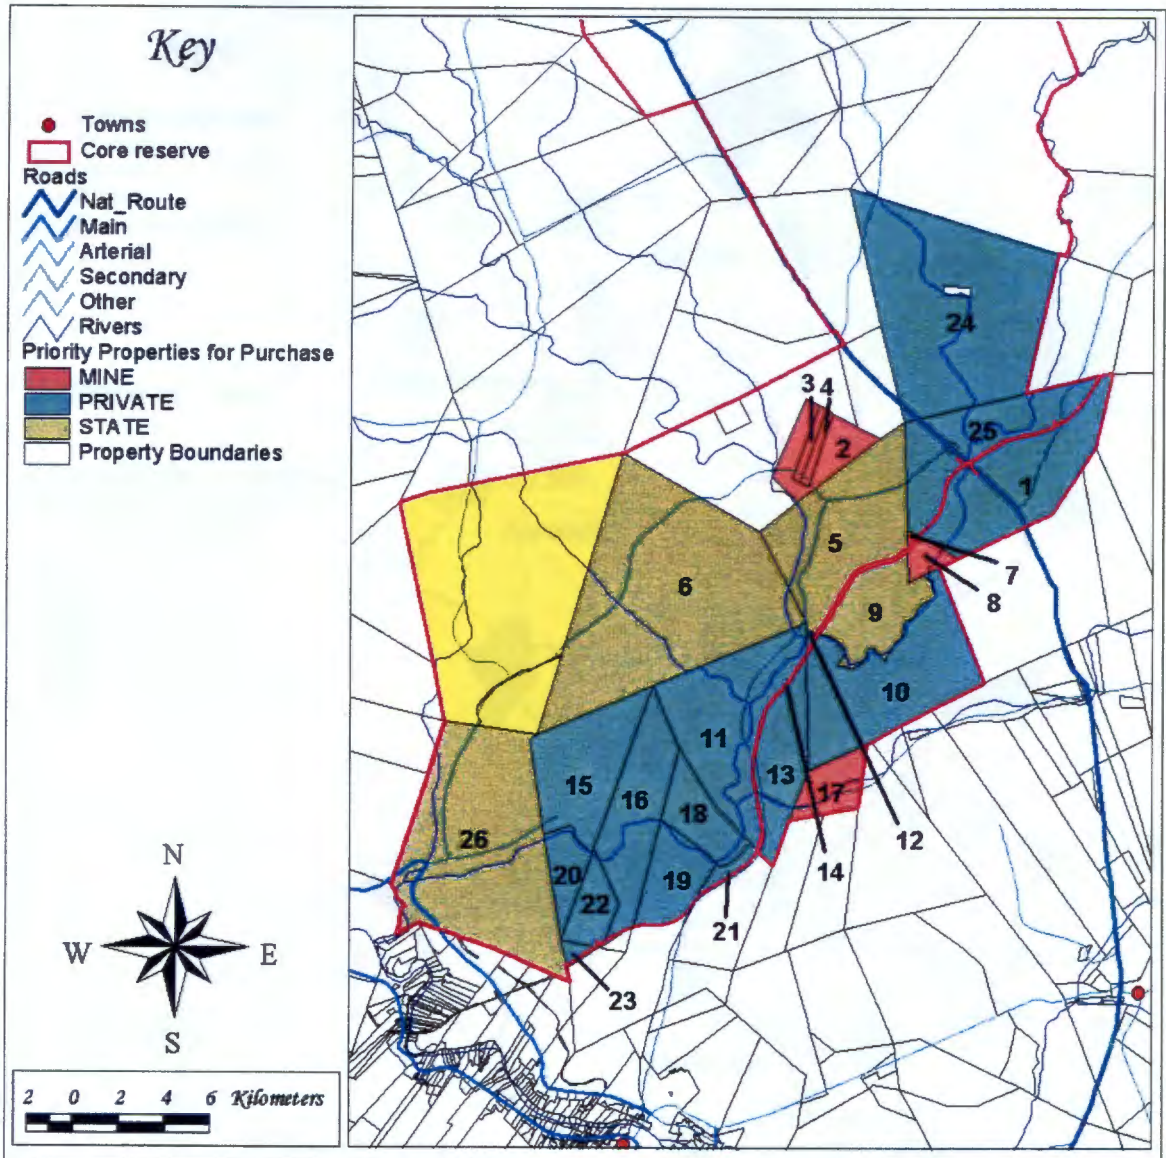 Key
Towns
Core reserve
Roads
Nat_Route
Main
Arterial
Secondary
Other
Rivers
Priority Properties for Purchase
MINE
PRIVATE
STATE
Property Boundaries
24
3 4
2
25
1
5
7
8
6
9
10
11
13
15
16
17
18
12
14
26
20
19
22
21
23
N
W E
S
2 0 2 4 6 Kilometers